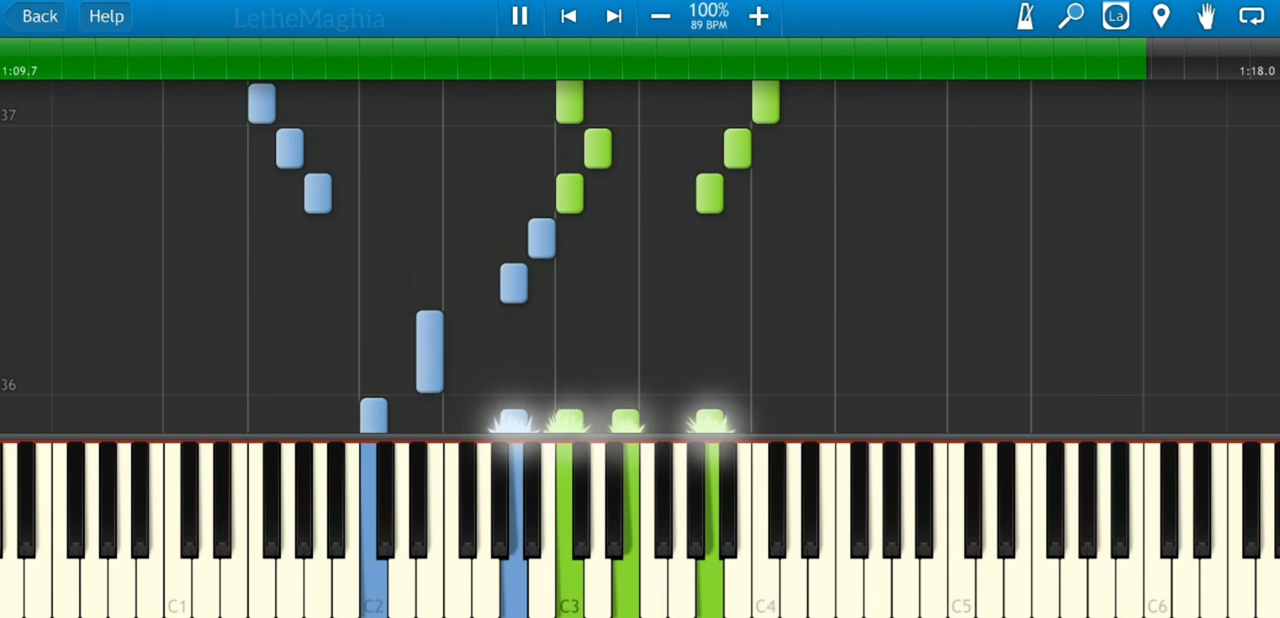 Back Help LetheMaghia 100% La
89 BPM
1:09,7 1:18.0
37
36
C1 C2 C3 C4 C5 C6